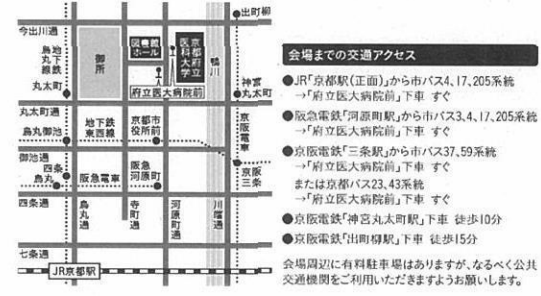 出町柳
今出川通
烏丸
地下鉄線
御所
図書館
ホール
京都府立
医科大学
鴨川
府立医大病院前
丸太町
神宮
丸太町
丸太町通
烏丸御池
地下鉄
東西線
京都市
役所前
京阪電車
御池通
四条
烏丸
阪急電車
阪急
河原町
京阪
三条
四条通
烏丸通
寺町通
河原町通
川端通
七条通
JR京都駅
会場までの交通アクセス
●JR「京都駅(正面)」から市バス4、17、205系統
→「府立医大病院前」下車 すぐ
●阪急電鉄「河原町駅」から市バス3、4、17、205系統
→「府立医大病院前」下車 すぐ
●京阪電鉄「三条駅」から市バス37、59系統
→「府立医大病院前」下車 すぐ
または京都バス23、43系統
→「府立医大病院前」下車 すぐ
●京阪電鉄「神宮丸太町駅」下車 徒歩10分
●京阪電鉄「出町柳駅」下車 徒歩15分
会場周辺に有料駐車場はありますが、なるべく公共
交通機関をご利用いただきますようお願いします。